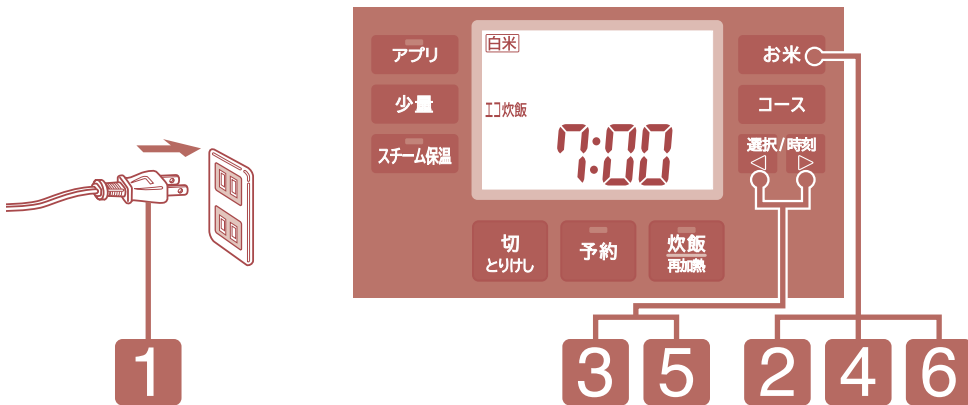 アプリ
少量
スチーム保温
白米
エコ炊飯
7:00
お米
コース
選択/時刻
◁ ▷
切
とりけし
予約
炊飯
再加熱
1
3
5
2
4
6